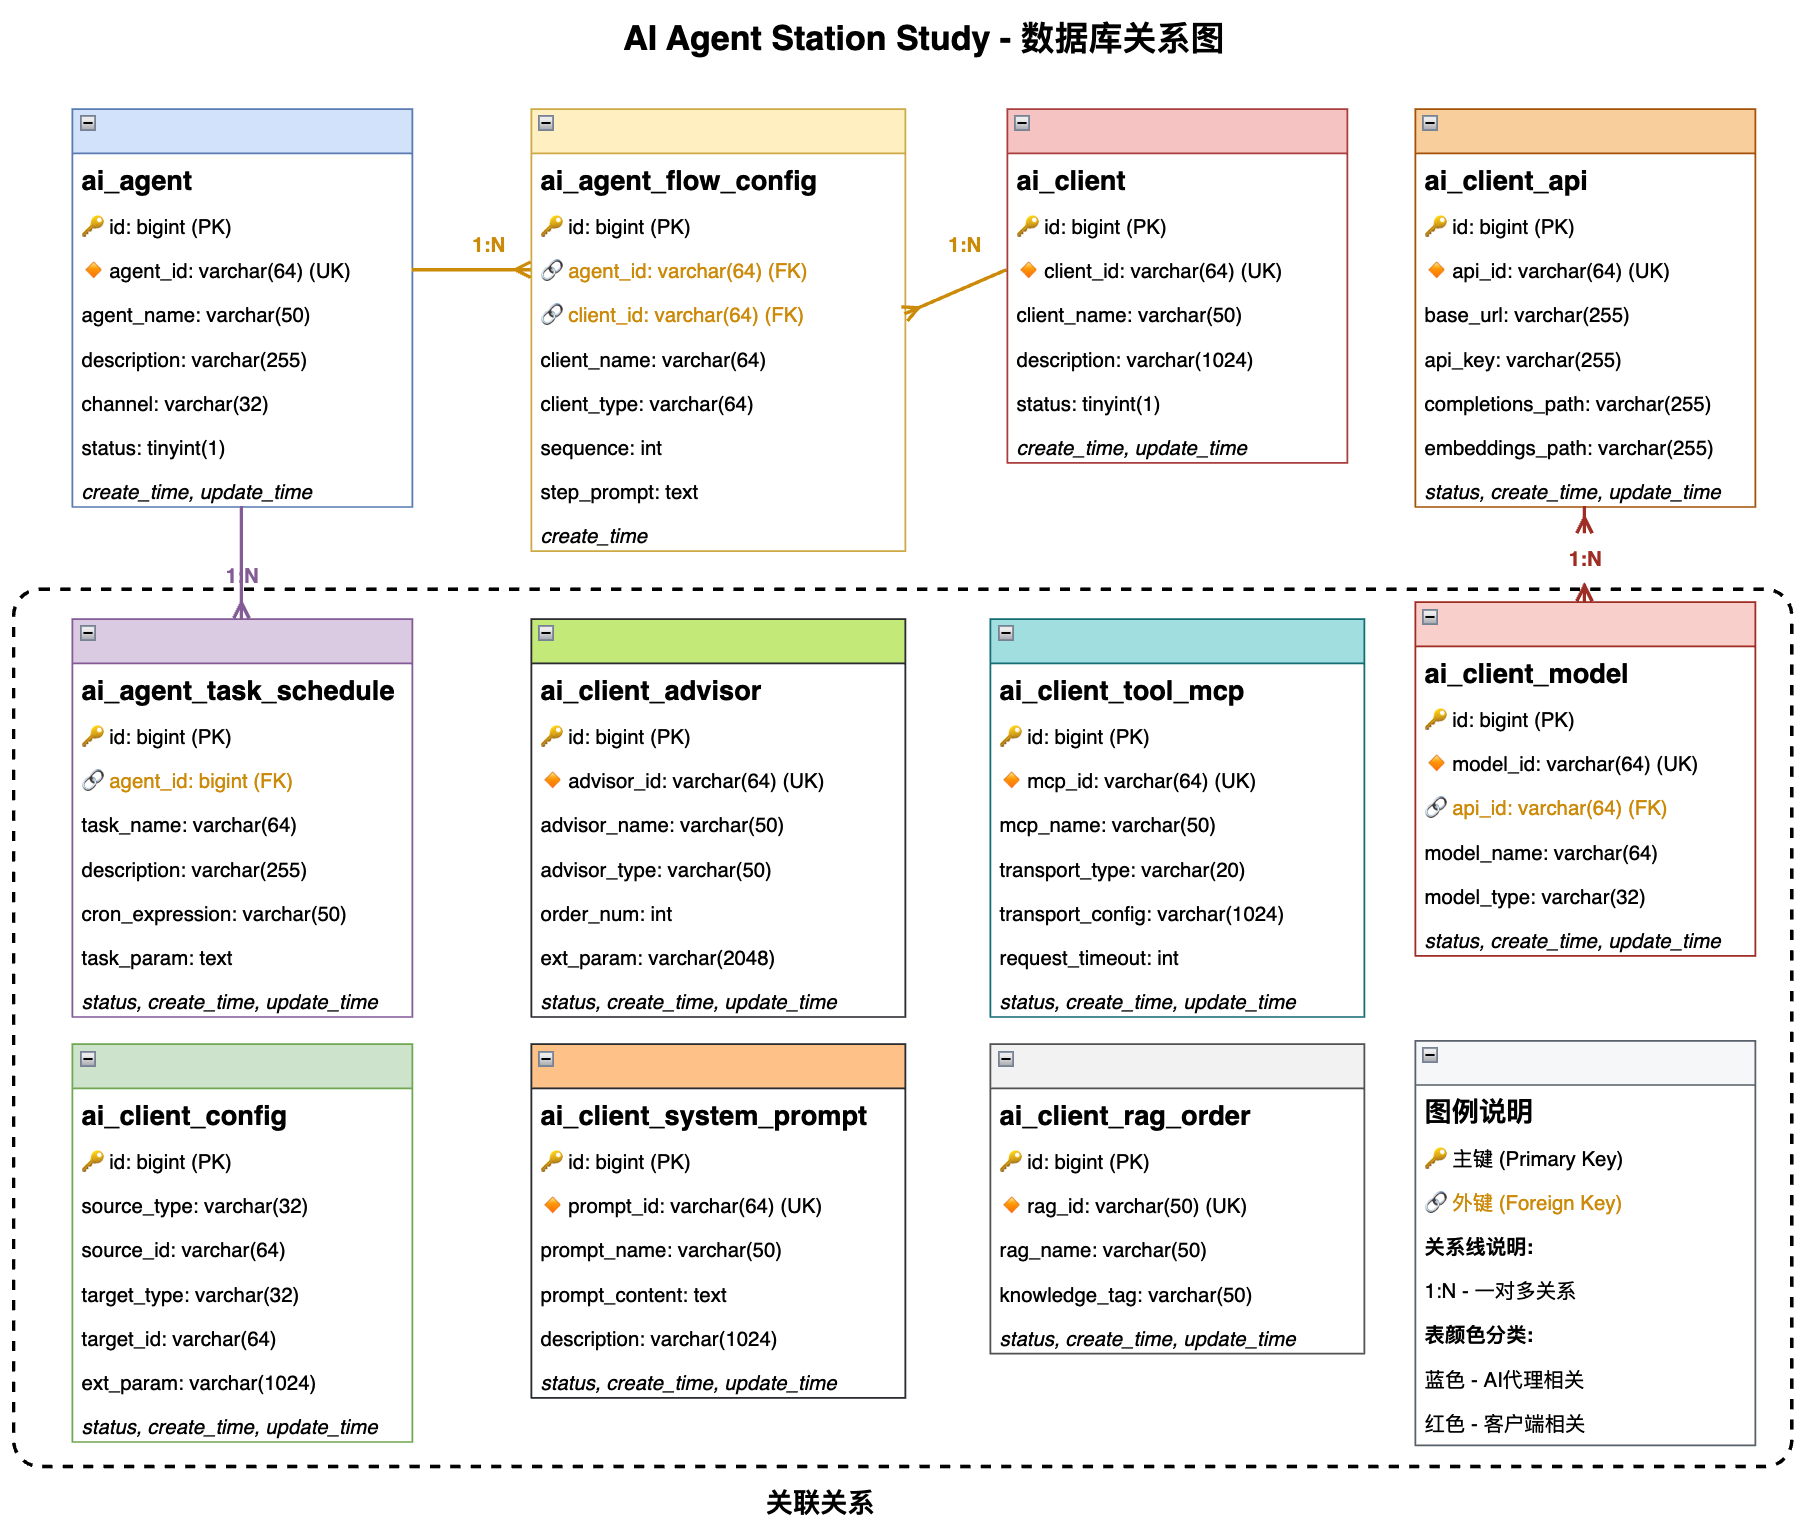 AI Agent Station Study - 数据库关系图
ai_agent
id: bigint (PK)
agent_id: varchar(64) (UK)
agent_name: varchar(50)
description: varchar(255)
channel: varchar(32)
status: tinyint(1)
create_time, update_time
1:N
ai_agent_flow_config
id: bigint (PK)
agent_id: varchar(64) (FK)
client_id: varchar(64) (FK)
client_name: varchar(64)
client_type: varchar(64)
sequence: int
step_prompt: text
create_time
1:N
ai_client
id: bigint (PK)
client_id: varchar(64) (UK)
client_name: varchar(50)
description: varchar(1024)
status: tinyint(1)
create_time, update_time
ai_client_api
id: bigint (PK)
api_id: varchar(64) (UK)
base_url: varchar(255)
api_key: varchar(255)
completions_path: varchar(255)
embeddings_path: varchar(255)
status, create_time, update_time
1:N
1:N
ai_agent_task_schedule
id: bigint (PK)
agent_id: bigint (FK)
task_name: varchar(64)
description: varchar(255)
cron_expression: varchar(50)
task_param: text
status, create_time, update_time
ai_client_advisor
id: bigint (PK)
advisor_id: varchar(64) (UK)
advisor_name: varchar(50)
advisor_type: varchar(50)
order_num: int
ext_param: varchar(2048)
status, create_time, update_time
ai_client_tool_mcp
id: bigint (PK)
mcp_id: varchar(64) (UK)
mcp_name: varchar(50)
transport_type: varchar(20)
transport_config: varchar(1024)
request_timeout: int
status, create_time, update_time
ai_client_model
id: bigint (PK)
model_id: varchar(64) (UK)
api_id: varchar(64) (FK)
model_name: varchar(64)
model_type: varchar(32)
status, create_time, update_time
ai_client_config
id: bigint (PK)
source_type: varchar(32)
source_id: varchar(64)
target_type: varchar(32)
target_id: varchar(64)
ext_param: varchar(1024)
status, create_time, update_time
ai_client_system_prompt
id: bigint (PK)
prompt_id: varchar(64) (UK)
prompt_name: varchar(50)
prompt_content: text
description: varchar(1024)
status, create_time, update_time
ai_client_rag_order
id: bigint (PK)
rag_id: varchar(50) (UK)
rag_name: varchar(50)
knowledge_tag: varchar(50)
status, create_time, update_time
图例说明
主键 (Primary Key)
外键 (Foreign Key)
关系线说明:
1:N - 一对多关系
表颜色分类:
蓝色 - AI代理相关
红色 - 客户端相关
关联关系